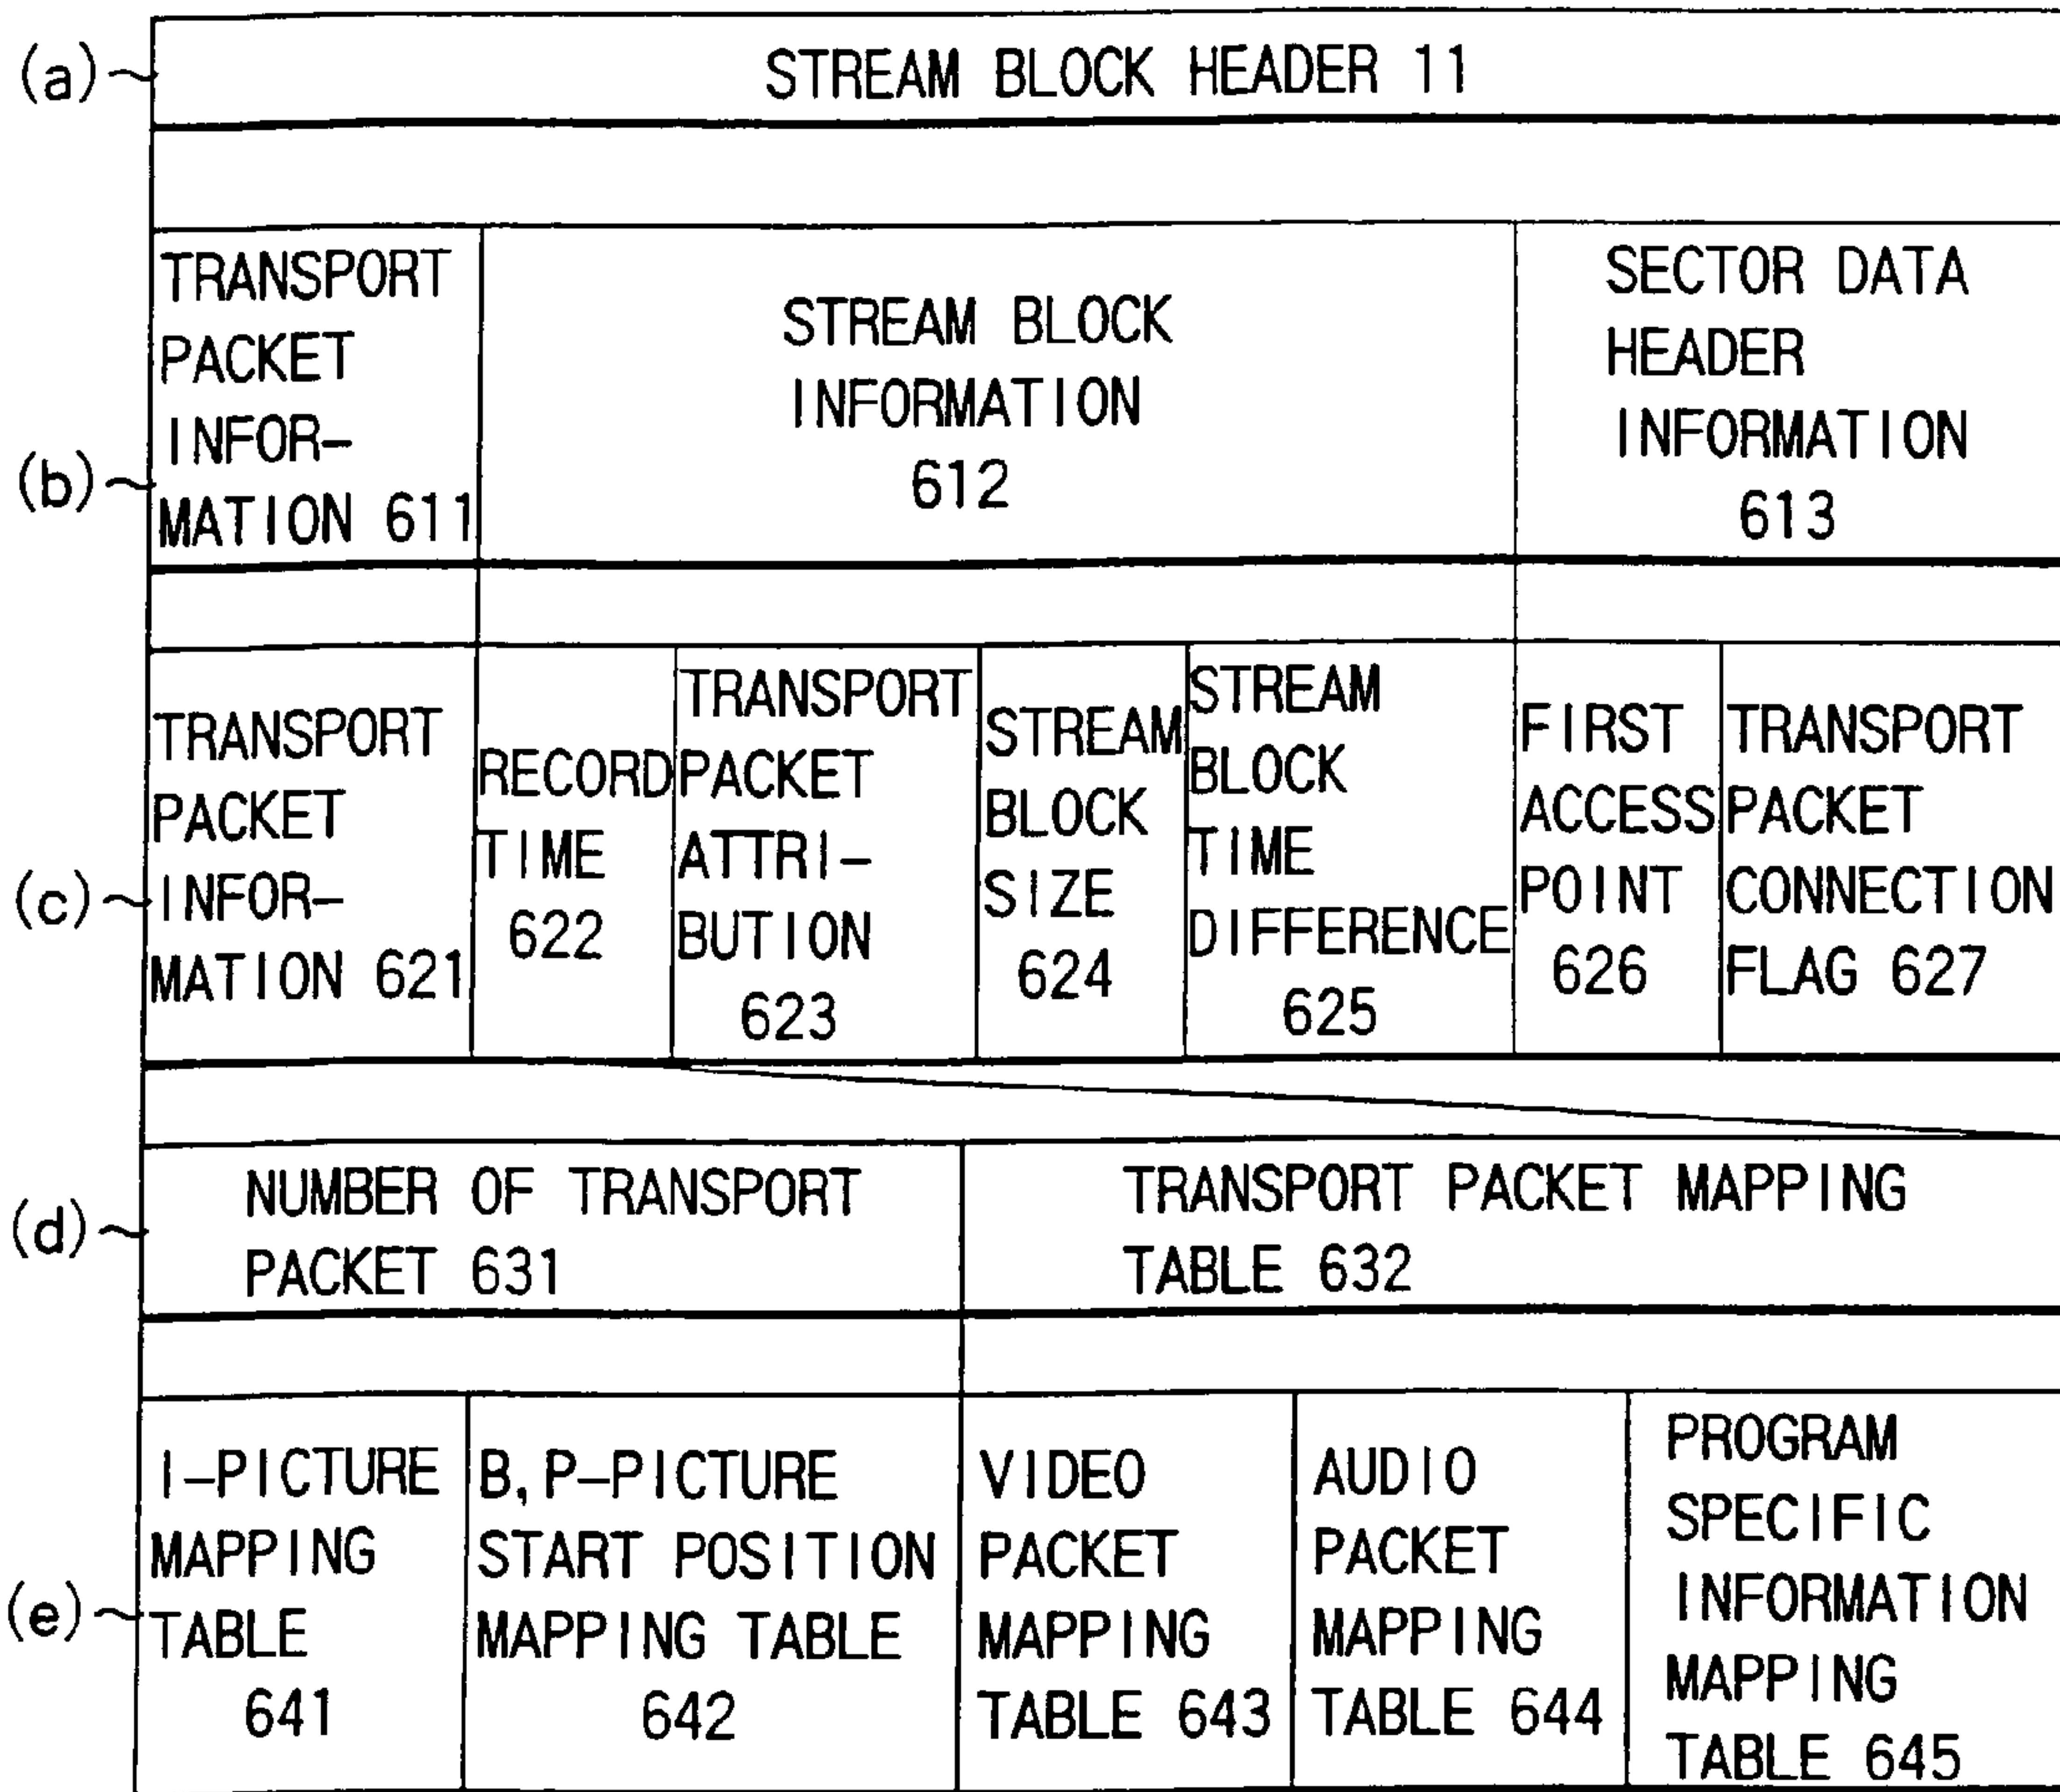 (a)
STREAM BLOCK HEADER 11
(b)
TRANSPORT
PACKET
INFOR-
MATION 611
STREAM BLOCK
INFORMATION
612
SECTOR DATA
HEADER
INFORMATION
613
(c)
TRANSPORT
PACKET
INFOR-
MATION 621
RECORD
TIME
622
TRANSPORT
PACKET
ATTRI-
BUTION
623
STREAM
BLOCK
SIZE
624
STREAM
BLOCK
TIME
DIFFERENCE
625
FIRST
ACCESS
POINT
626
TRANSPORT
PACKET
CONNECTION
FLAG 627
(d)
NUMBER OF TRANSPORT
PACKET 631
TRANSPORT PACKET MAPPING
TABLE 632
(e)
I-PICTURE
MAPPING
TABLE
641
B, P-PICTURE
START POSITION
MAPPING TABLE
642
VIDEO
PACKET
MAPPING
TABLE 643
AUDIO
PACKET
MAPPING
TABLE 644
PROGRAM
SPECIFIC
INFORMATION
MAPPING
TABLE 645